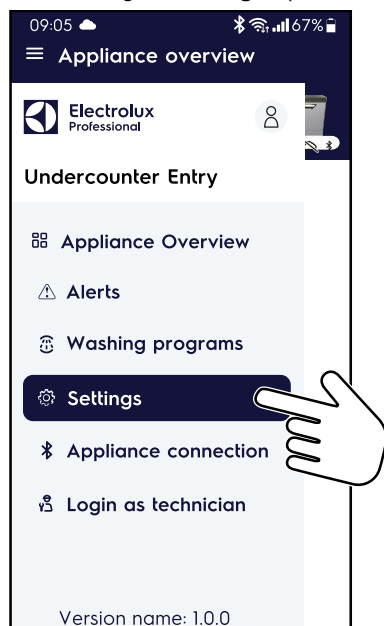 09:05 67%
Appliance overview
Electrolux
Professional
Undercounter Entry
Appliance Overview
Alerts
Washing programs
Settings
Appliance connection
Login as technician
Version name: 1.0.0